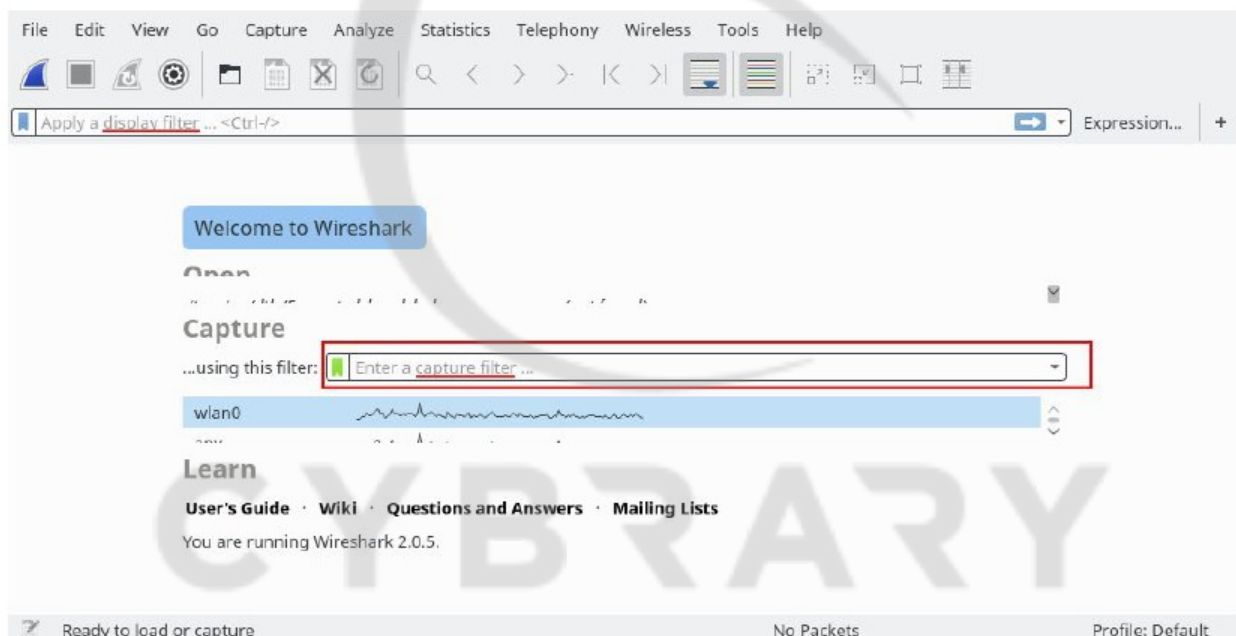 File Edit View Go Capture Analyze Statistics Telephony Wireless Tools Help
Apply a display filter ... <Ctrl-/> Expression... +
Welcome to Wireshark
Open
Capture
...using this filter: Enter a capture filter ...
wlan0
any
Learn
User's Guide · Wiki · Questions and Answers · Mailing Lists
You are running Wireshark 2.0.5.
CYBRARY
Ready to load or capture No Packets Profile: Default